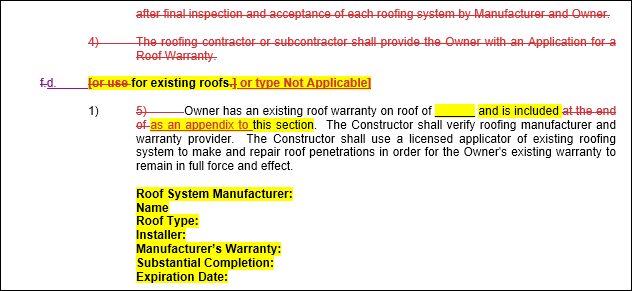 after final inspection and acceptance of each roofing system by Manufacturer and Owner.
4) The roofing contractor or subcontractor shall provide the Owner with an Application for a
Roof Warranty.
f.d. [or use for existing roofs.] or type Not Applicable]
1) 5) Owner has an existing roof warranty on roof of ______ and is included at the end
of as an appendix to this section. The Constructor shall verify roofing manufacturer and
warranty provider. The Constructor shall use a licensed applicator of existing roofing
system to make and repair roof penetrations in order for the Owner's existing warranty to
remain in full force and effect.
Roof System Manufacturer:
Name
Roof Type:
Installer:
Manufacturer's Warranty:
Substantial Completion:
Expiration Date: